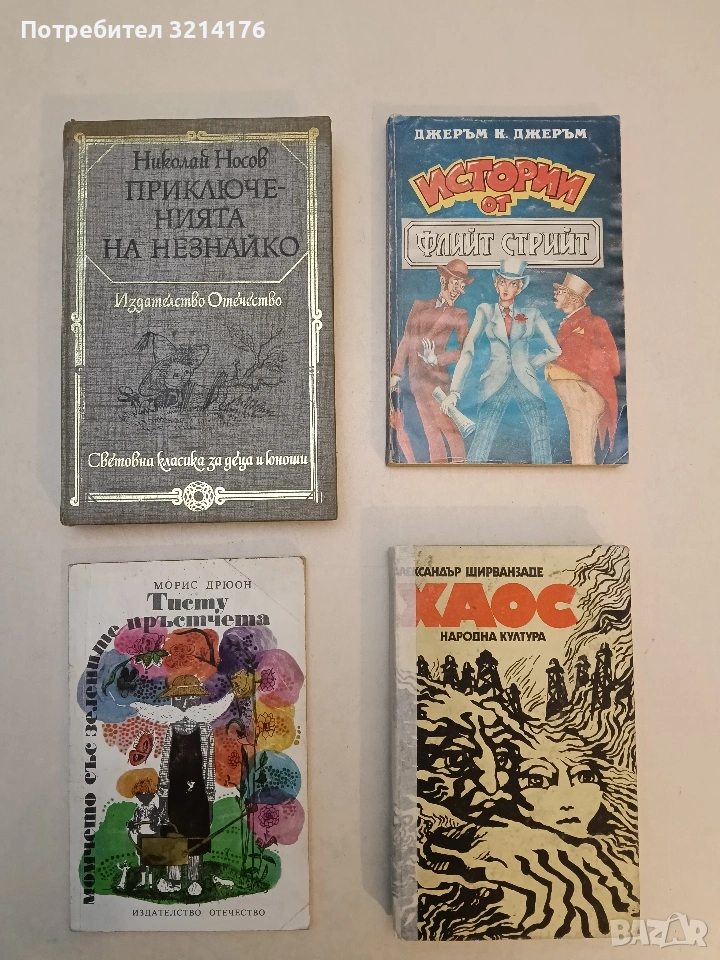 Потребител 3214176
Николай Носов
ПРИКЛЮЧЕ-
НИЯТА
НА НЕЗНАЙКО
Издателство Отечество
Световна класика за деца и юноши
ДЖЕРЪМ К. ДЖЕРЪМ
ИСТОРИИ
ОТ
ФЛИЙТ СТРИЙТ
МОРИС ДРЮОН
Тисту
момчето със зелените
пръстчета
ИЗДАТЕЛСТВО ОТЕЧЕСТВО
АЛЕКСАНДЪР ШИРВАНЗАДЕ
ХАОС
НАРОДНА КУЛТУРА
BAZAR